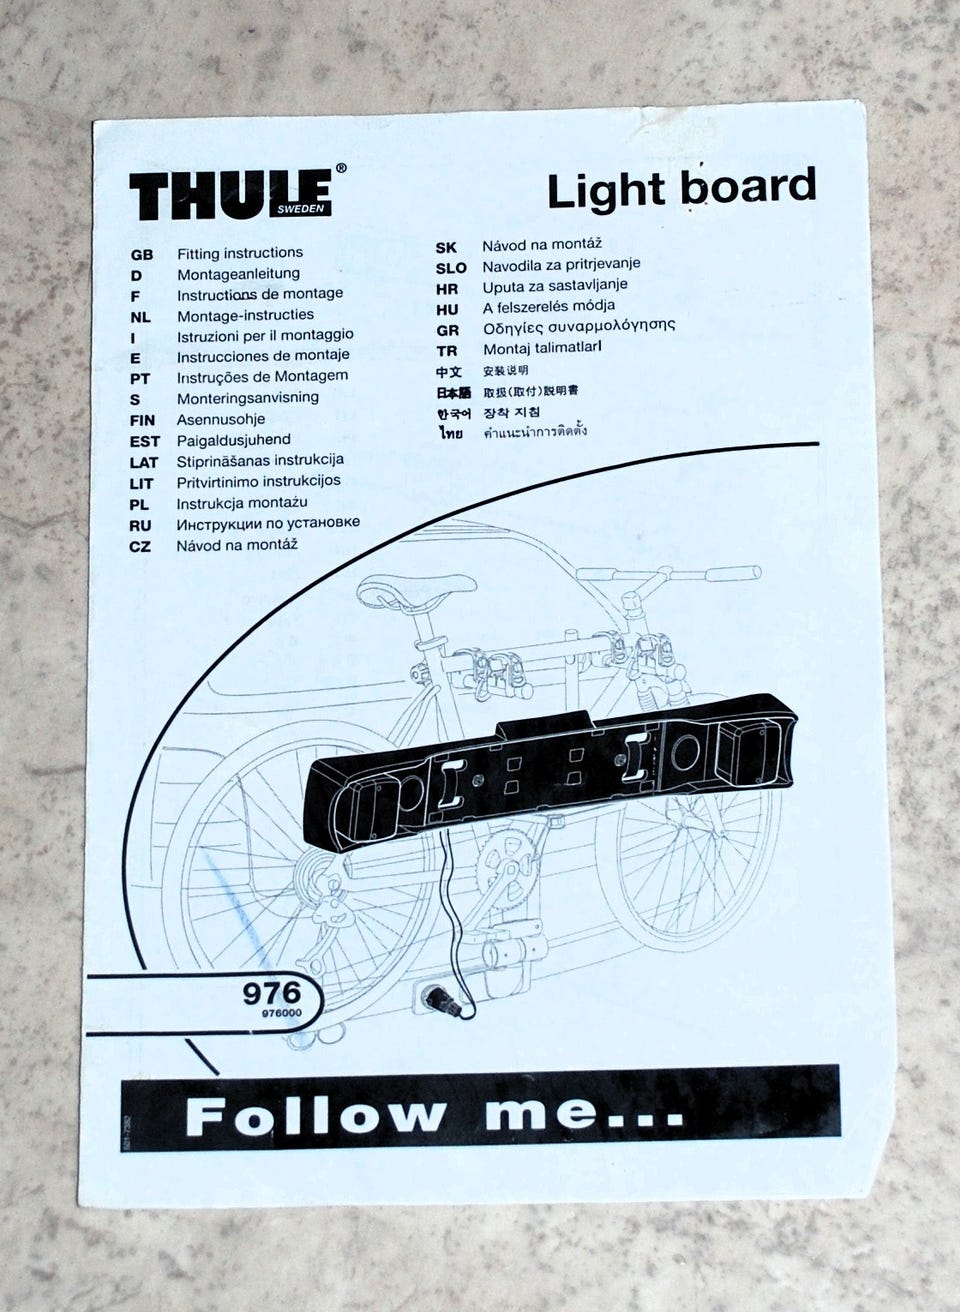 THULE®
SWEDEN
Light board
GB Fitting instructions
D Montageanleitung
F Instructions de montage
NL Montage-instructies
I Istruzioni per il montaggio
E Instrucciones de montaje
PT Instruções de Montagem
S Monteringsanvisning
FIN Asennusohje
EST Paigaldusjuhend
LAT Stiprināšanas instrukcija
LIT Pritvirtinimo instrukcijos
PL Instrukcja montażu
RU Инструкции по установке
CZ Návod na montáž
SK Návod na montáž
SLO Navodila za pritrjevanje
HR Uputa za sastavljanje
HU A felszerelés módja
GR Οδηγίες συναρμολόγησης
TR Montaj talimatlarI
中文 安装说明
日本語 取扱(取付)説明書
한국어 장착 지침
ไทย คำแนะนำการติดตั้ง
976
976000
Follow me...